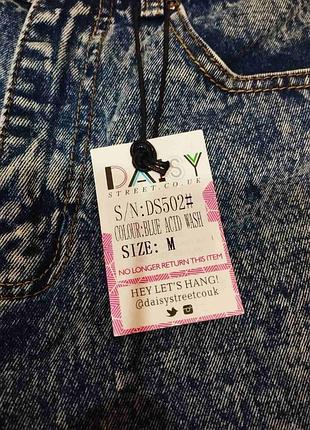 DAISY
STREET.CO.UK
S/N:DS502#
COLOUR:BLUE ACID WASH
SIZE: M
NO LONGER RETURN THIS ITEM
HEY LET'S HANG!
@daisystreetcouk